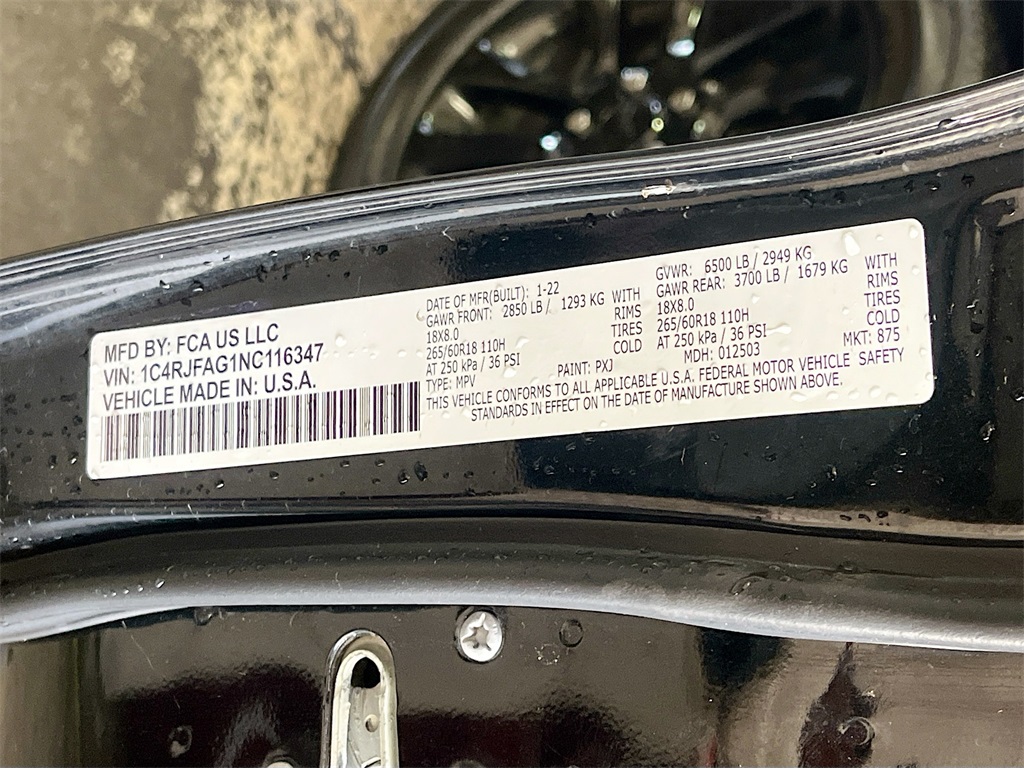 MFD BY: FCA US LLC
VIN: 1C4RJFAG1NC116347
VEHICLE MADE IN: U.S.A.
DATE OF MFR(BUILT): 1-22
GAWR FRONT: 2850 LB / 1293 KG WITH
18X8.0 RIMS
265/60R18 110H TIRES
AT 250 kPa / 36 PSI COLD
TYPE: MPV PAINT: PXJ
GVWR: 6500 LB / 2949 KG
GAWR REAR: 3700 LB / 1679 KG WITH
18X8.0 RIMS
265/60R18 110H TIRES
AT 250 kPa / 36 PSI COLD
MDH: 012503 MKT: 875
THIS VEHICLE CONFORMS TO ALL APPLICABLE U.S.A. FEDERAL MOTOR VEHICLE SAFETY
STANDARDS IN EFFECT ON THE DATE OF MANUFACTURE SHOWN ABOVE.